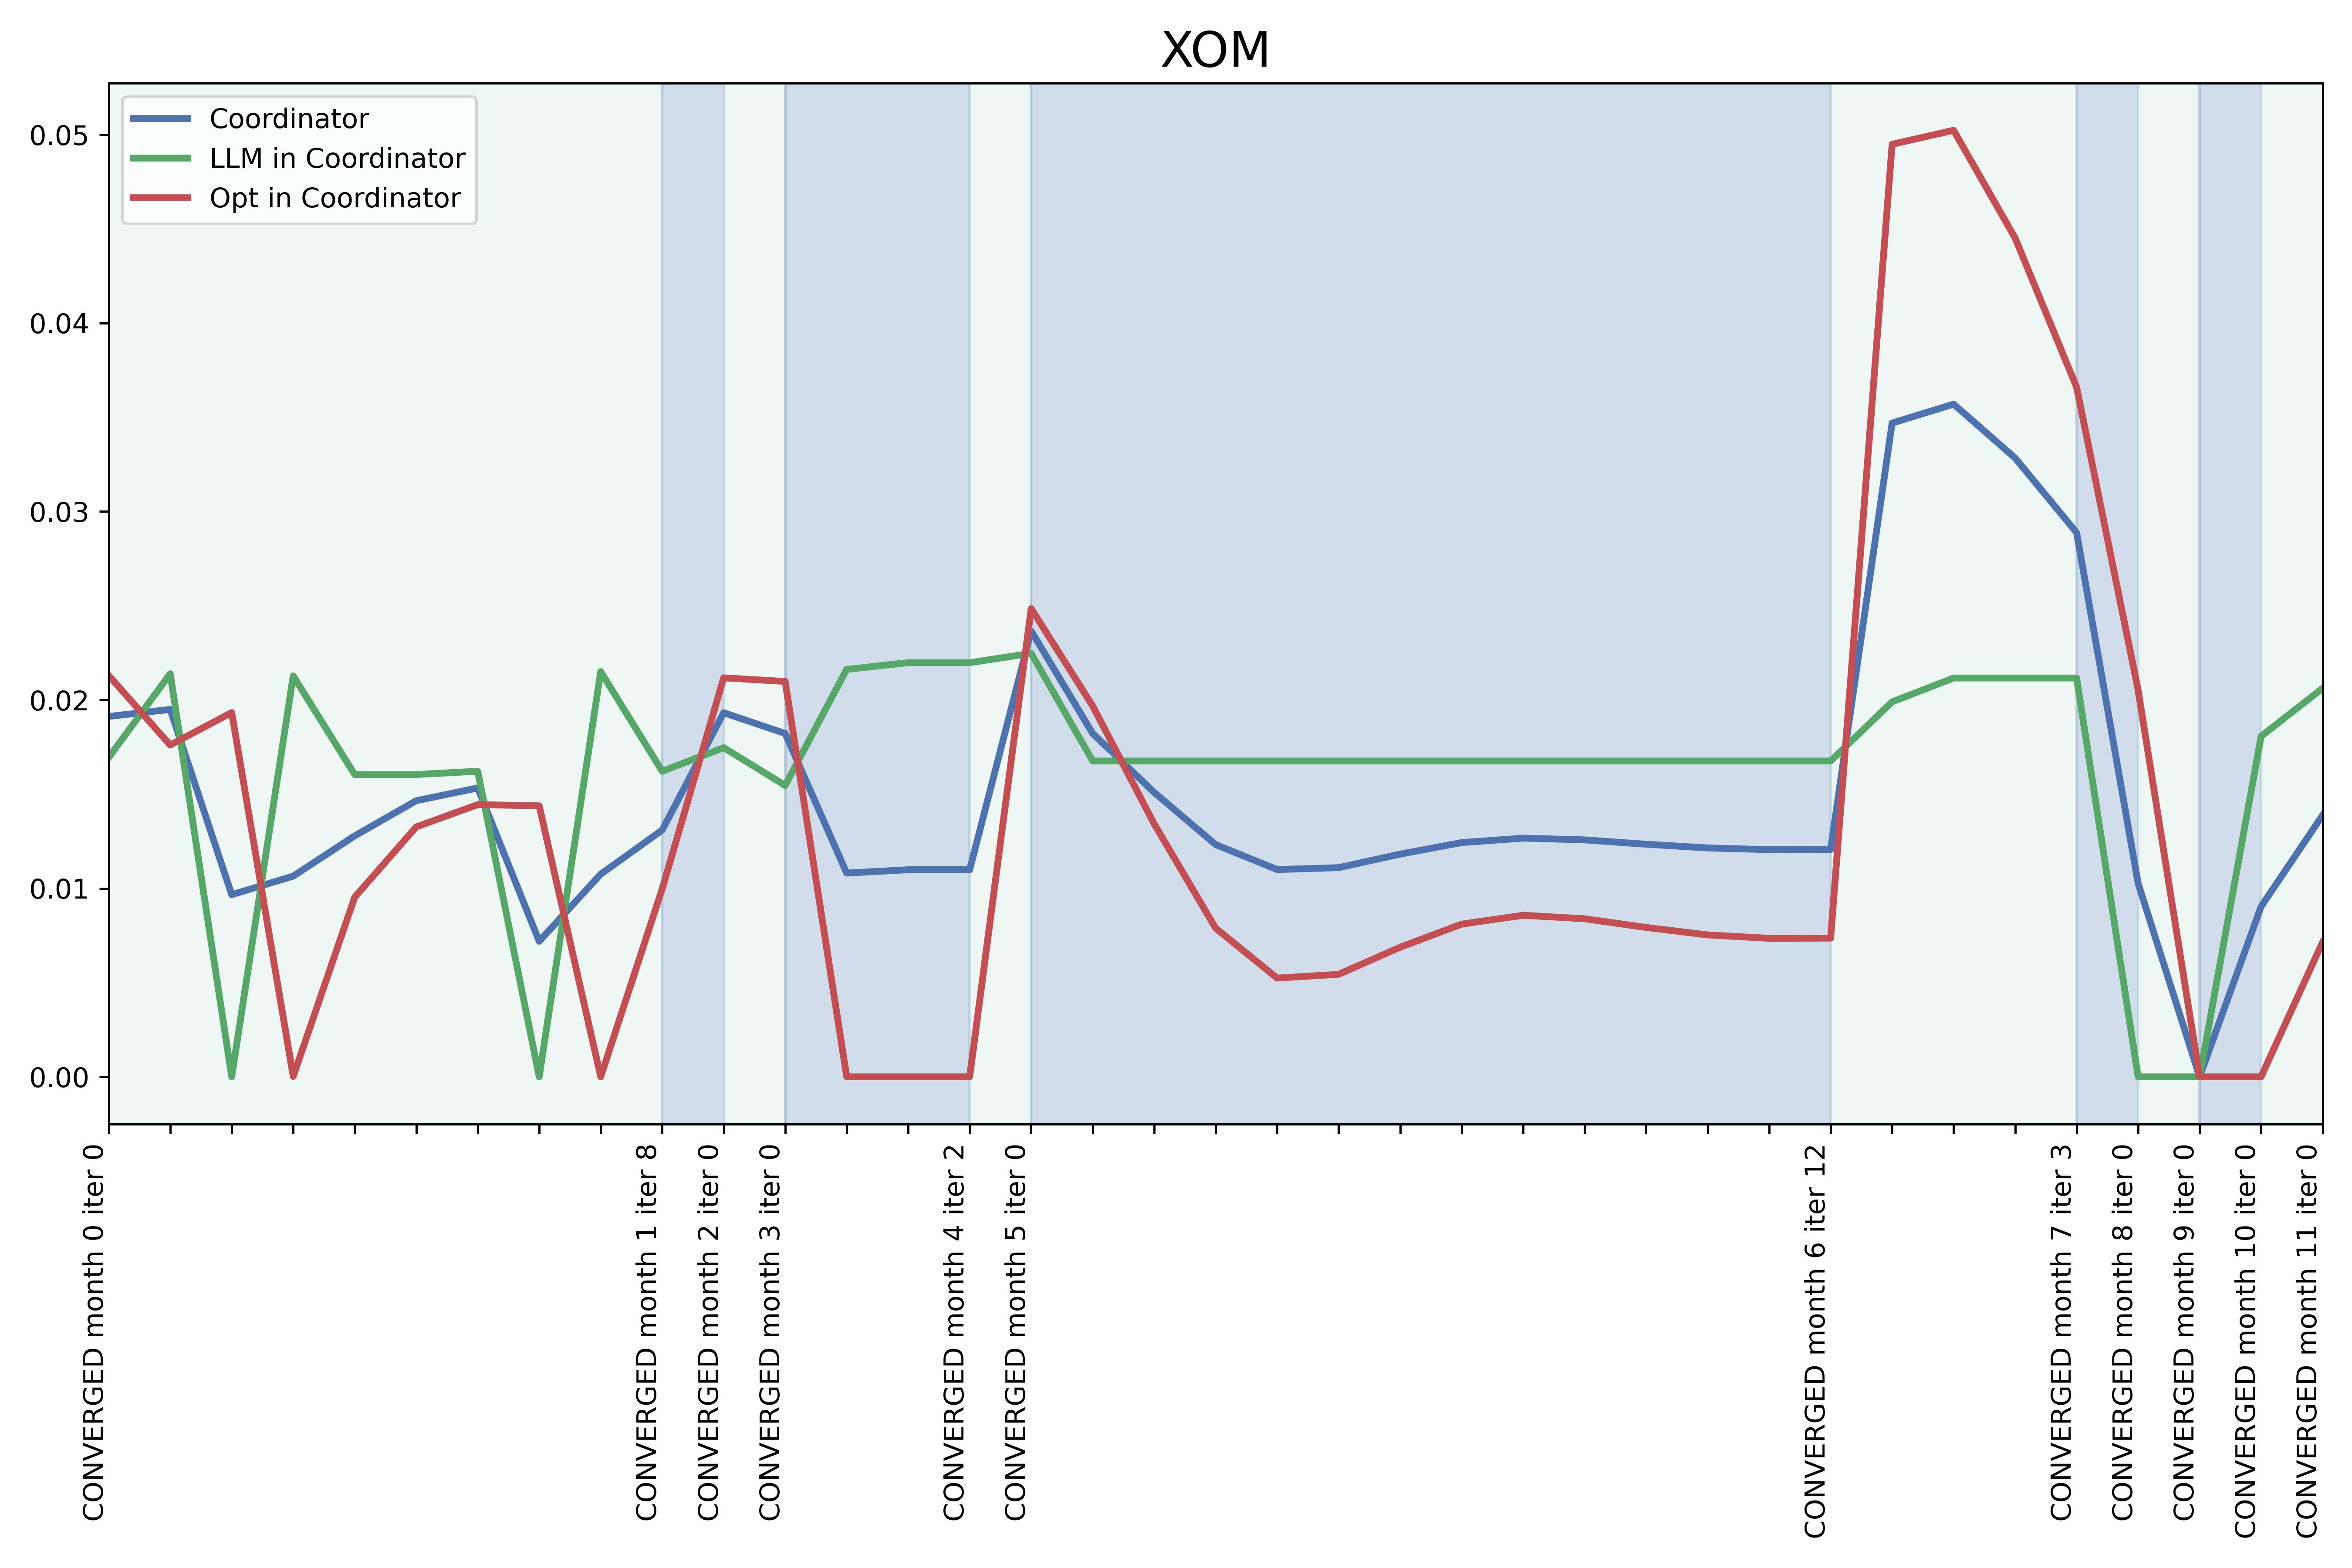 XOM
Coordinator
LLM in Coordinator
Opt in Coordinator
0.05
0.04
0.03
0.02
0.01
0.00
CONVERGED month 0 iter 0
CONVERGED month 1 iter 8
CONVERGED month 2 iter 0
CONVERGED month 3 iter 0
CONVERGED month 4 iter 2
CONVERGED month 5 iter 0
CONVERGED month 6 iter 12
CONVERGED month 7 iter 3
CONVERGED month 8 iter 0
CONVERGED month 9 iter 0
CONVERGED month 10 iter 0
CONVERGED month 11 iter 0